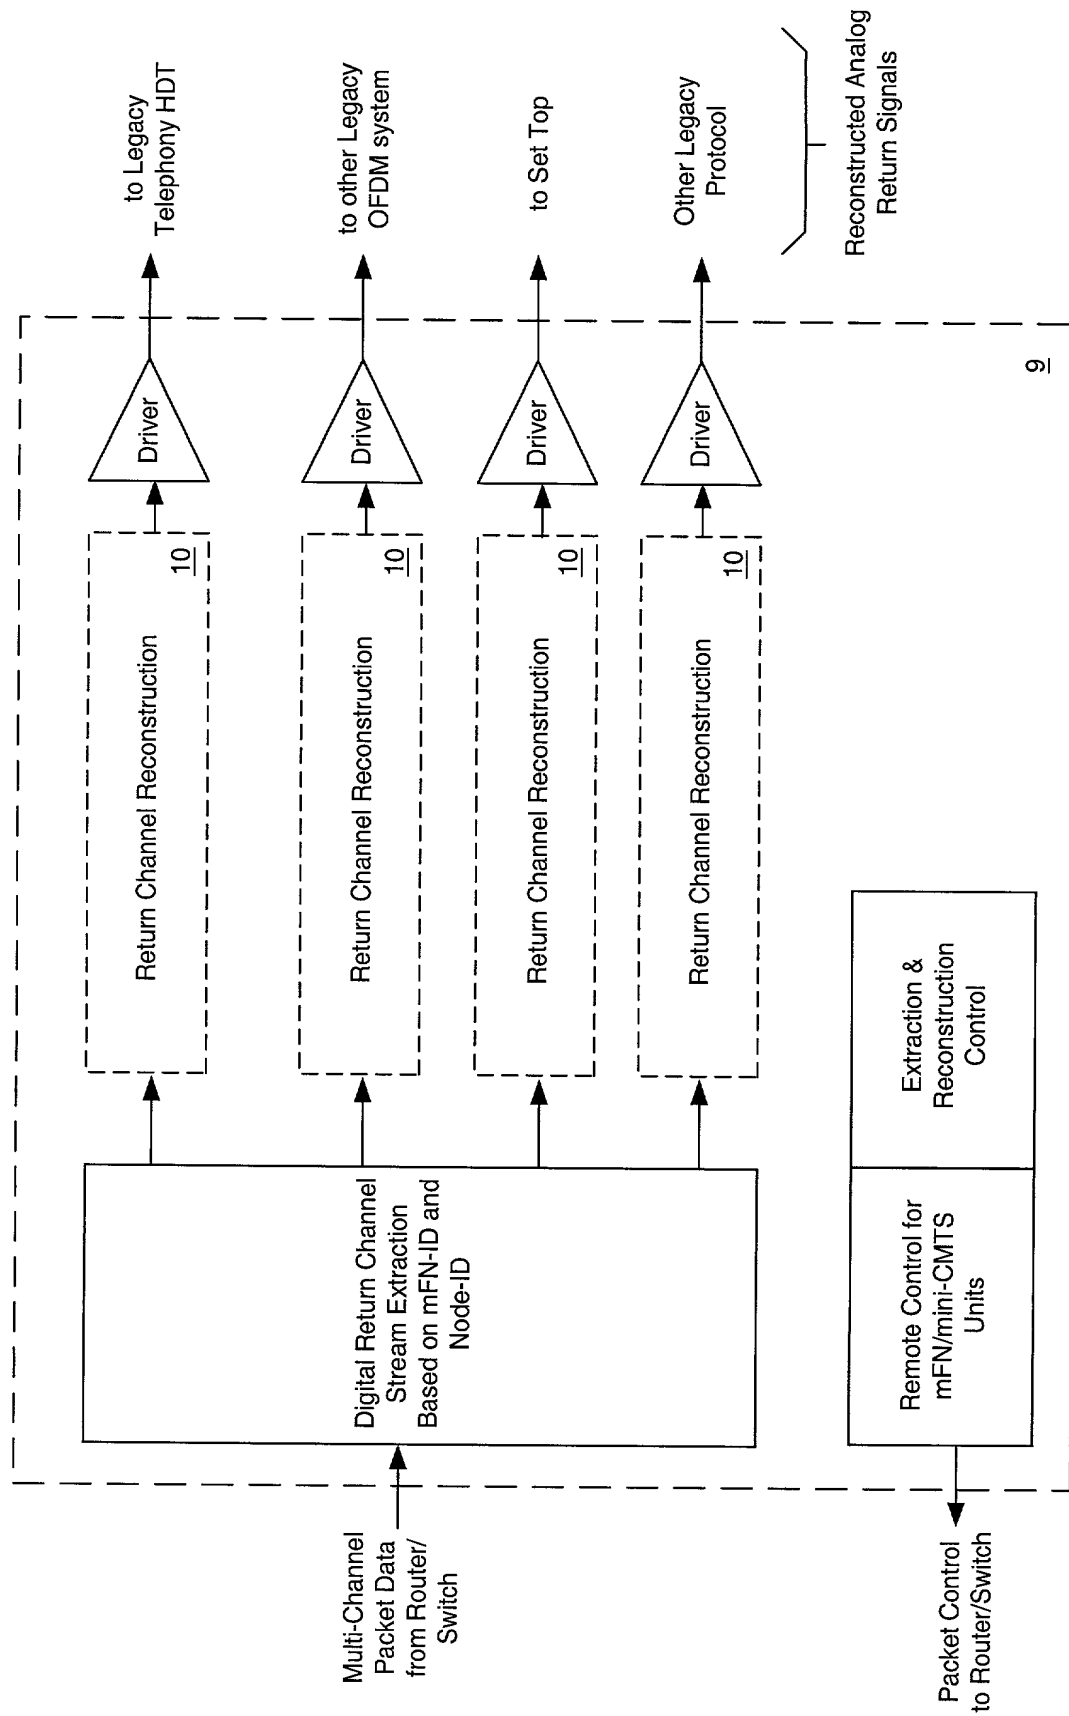 Multi-Channel
Packet Data
from Router/
Switch
Digital Return Channel
Stream Extraction
Based on mFN-ID and
Node-ID
Return Channel Reconstruction
10
Driver
to Legacy
Telephony HDT
Return Channel Reconstruction
10
Driver
to other Legacy
OFDM system
Return Channel Reconstruction
10
Driver
to Set Top
Return Channel Reconstruction
10
Driver
Other Legacy
Protocol
Reconstructed Analog
Return Signals
Packet Control
to Router/Switch
Remote Control for
mFN/mini-CMTS
Units
Extraction &
Reconstruction
Control
9